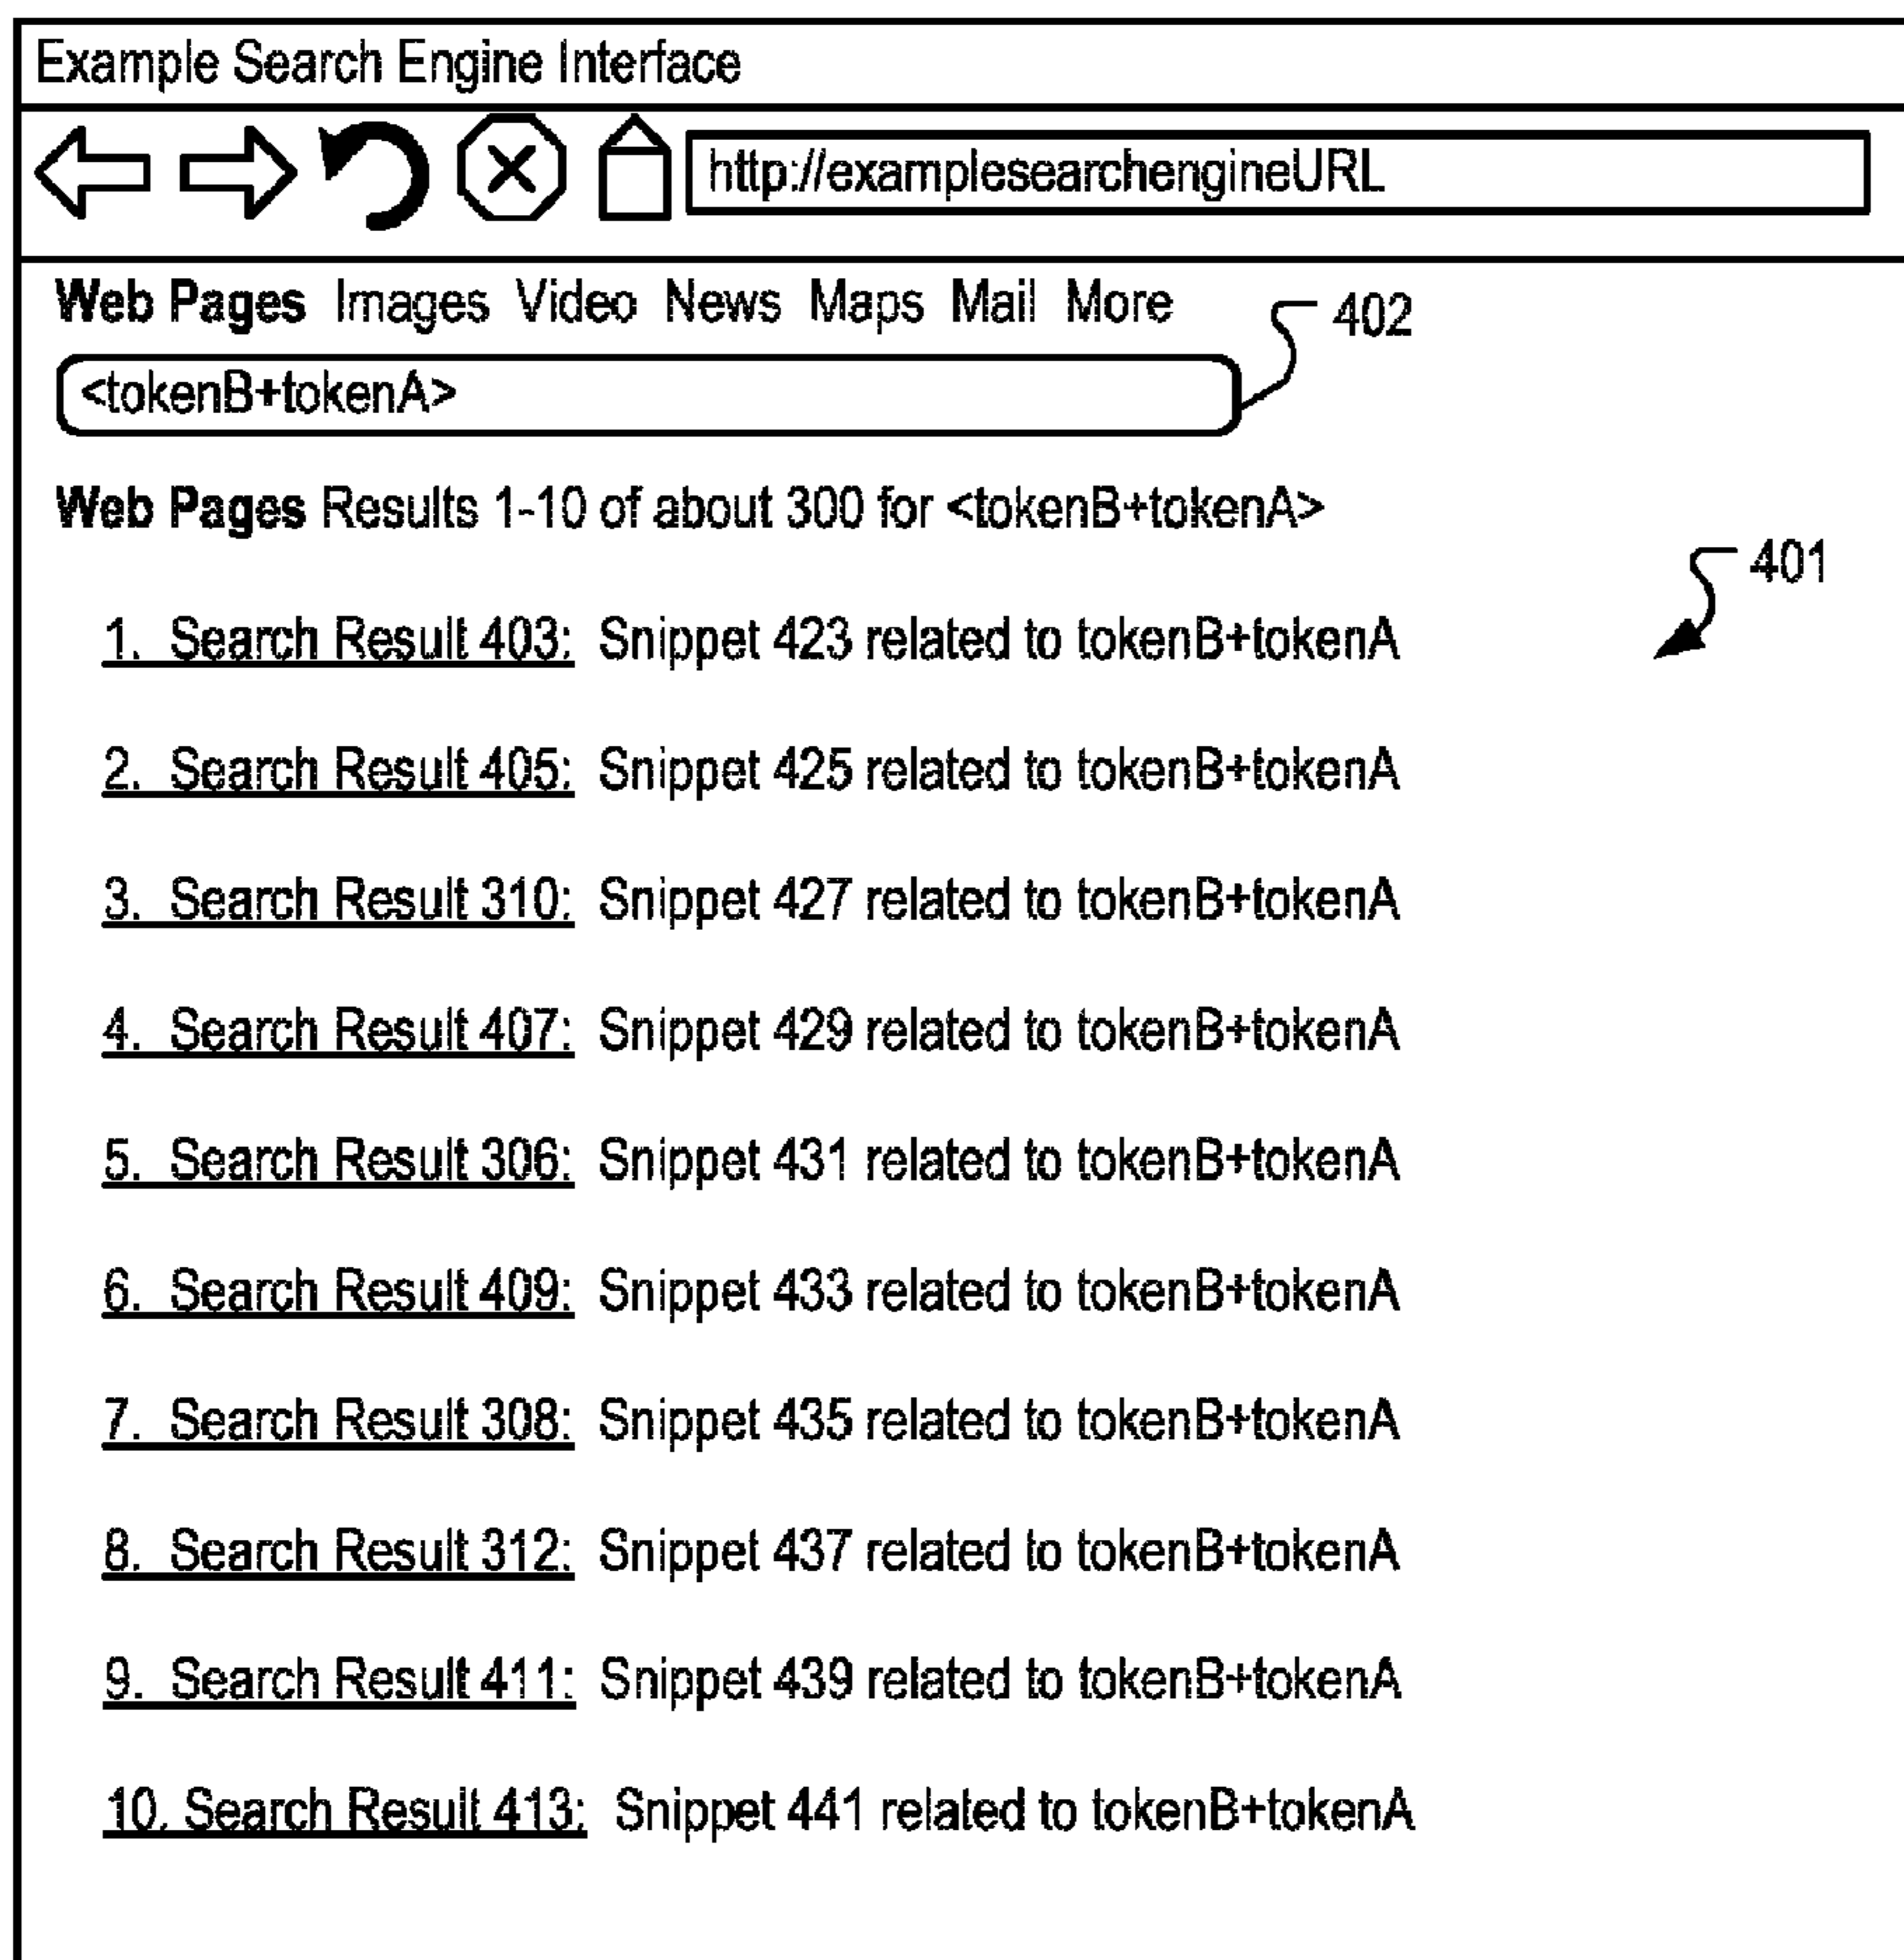 Example Search Engine Interface
http://examplesearchengineURL
Web Pages Images Video News Maps Mail More
402
<tokenB+tokenA>
Web Pages Results 1-10 of about 300 for <tokenB+tokenA>
401
1. Search Result 403: Snippet 423 related to tokenB+tokenA
2. Search Result 405: Snippet 425 related to tokenB+tokenA
3. Search Result 310: Snippet 427 related to tokenB+tokenA
4. Search Result 407: Snippet 429 related to tokenB+tokenA
5. Search Result 306: Snippet 431 related to tokenB+tokenA
6. Search Result 409: Snippet 433 related to tokenB+tokenA
7. Search Result 308: Snippet 435 related to tokenB+tokenA
8. Search Result 312: Snippet 437 related to tokenB+tokenA
9. Search Result 411: Snippet 439 related to tokenB+tokenA
10. Search Result 413: Snippet 441 related to tokenB+tokenA